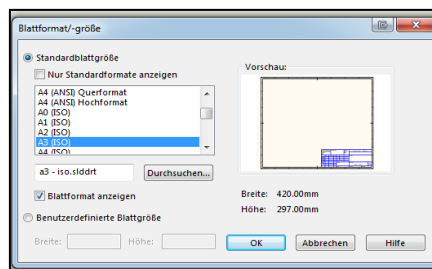 Blattformat/-größe
Standardblattgröße
Nur Standardformate anzeigen
A4 (ANSI) Querformat
A4 (ANSI) Hochformat
A0 (ISO)
A1 (ISO)
A2 (ISO)
A3 (ISO)
A4 (ISO)
a3 - iso.slddrt
Durchsuchen...
Blattformat anzeigen
Benutzerdefinierte Blattgröße
Breite:
Höhe:
Vorschau:
Breite: 420.00mm
Höhe: 297.00mm
OK
Abbrechen
Hilfe